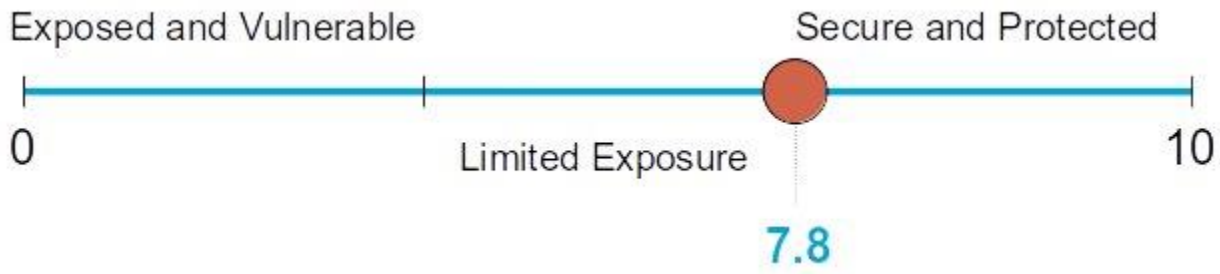 Exposed and Vulnerable
Secure and Protected
0
Limited Exposure
10
7.8